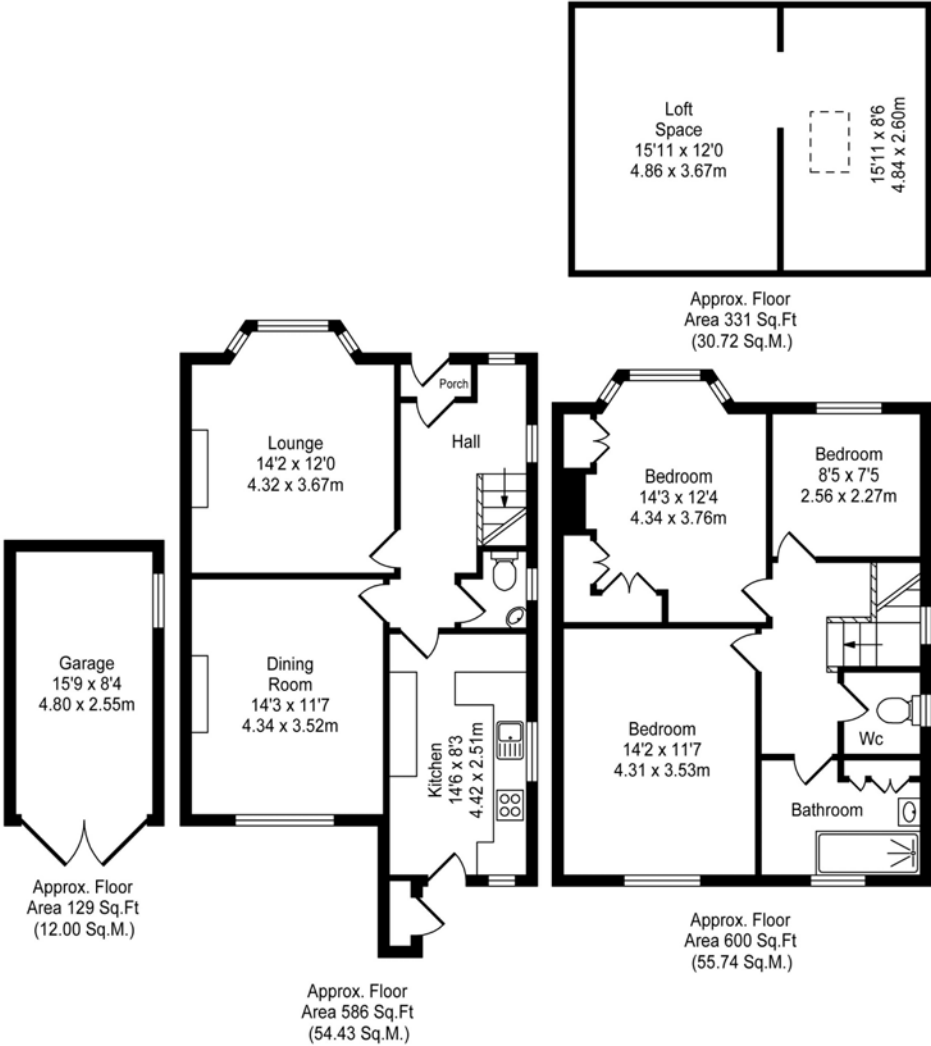 Loft
Space
15'11 x 12'0
4.86 x 3.67m
15'11 x 8'6
4.84 x 2.60m
Approx. Floor
Area 331 Sq.Ft
(30.72 Sq.M.)
Porch
Hall
Lounge
14'2 x 12'0
4.32 x 3.67m
Dining
Room
14'3 x 11'7
4.34 x 3.52m
Kitchen
14'6 x 8'3
4.42 x 2.51m
Approx. Floor
Area 586 Sq.Ft
(54.43 Sq.M.)
Garage
15'9 x 8'4
4.80 x 2.55m
Approx. Floor
Area 129 Sq.Ft
(12.00 Sq.M.)
Bedroom
14'3 x 12'4
4.34 x 3.76m
Bedroom
8'5 x 7'5
2.56 x 2.27m
Bedroom
14'2 x 11'7
4.31 x 3.53m
Wc
Bathroom
Approx. Floor
Area 600 Sq.Ft
(55.74 Sq.M.)